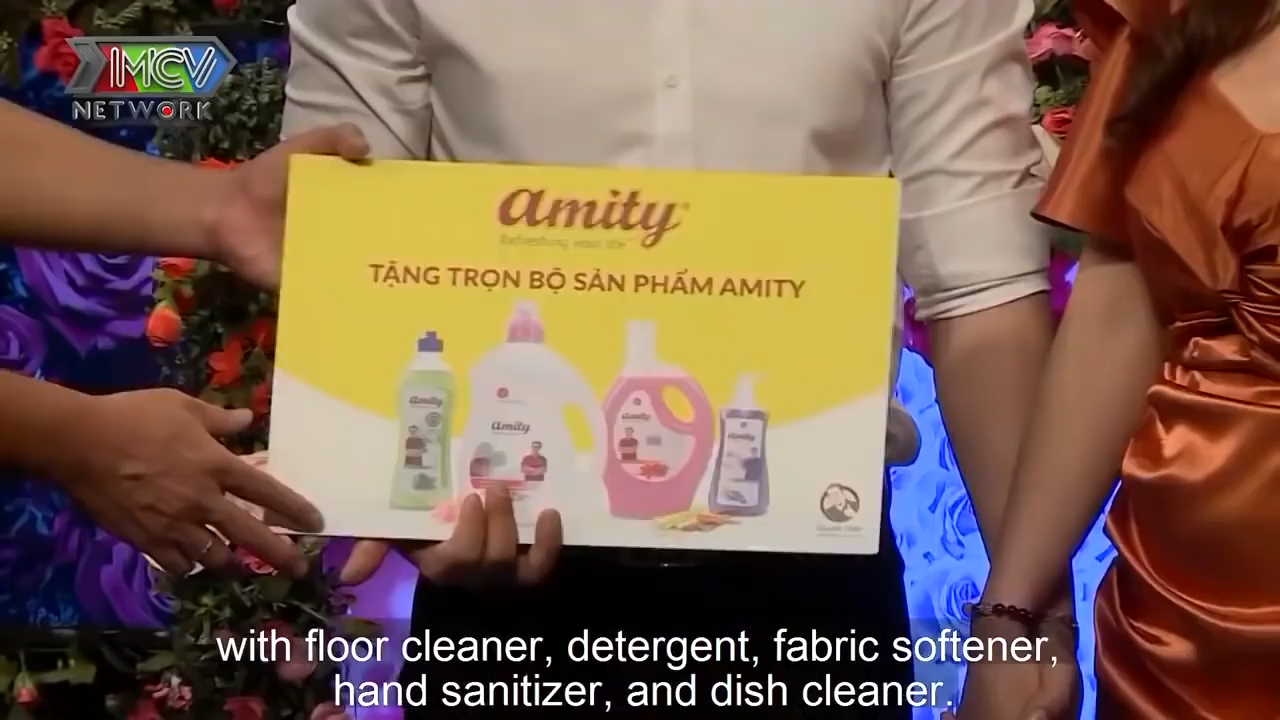 MCV
NETWORK
amity
Refreshing your life
TẶNG TRỌN BỘ SẢN PHẨM AMITY
amity
amity
amity
amity
with floor cleaner, detergent, fabric softener,
hand sanitizer, and dish cleaner.